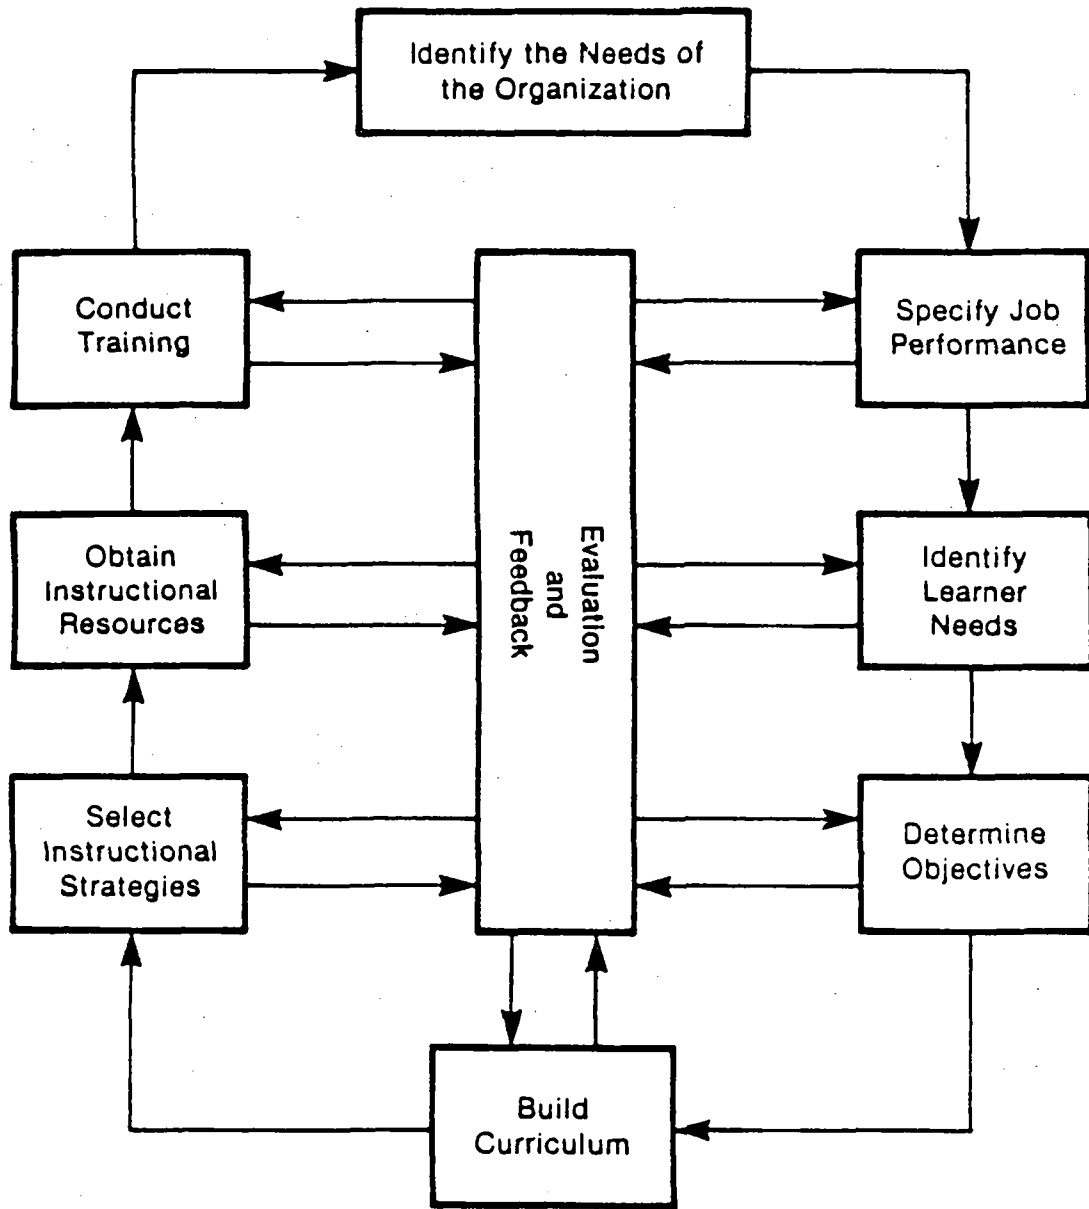 Identify the Needs of
the Organization
Conduct
Training
Specify Job
Performance
Obtain
Instructional
Resources
Evaluation
and
Feedback
Identify
Learner
Needs
Select
Instructional
Strategies
Determine
Objectives
Build
Curriculum